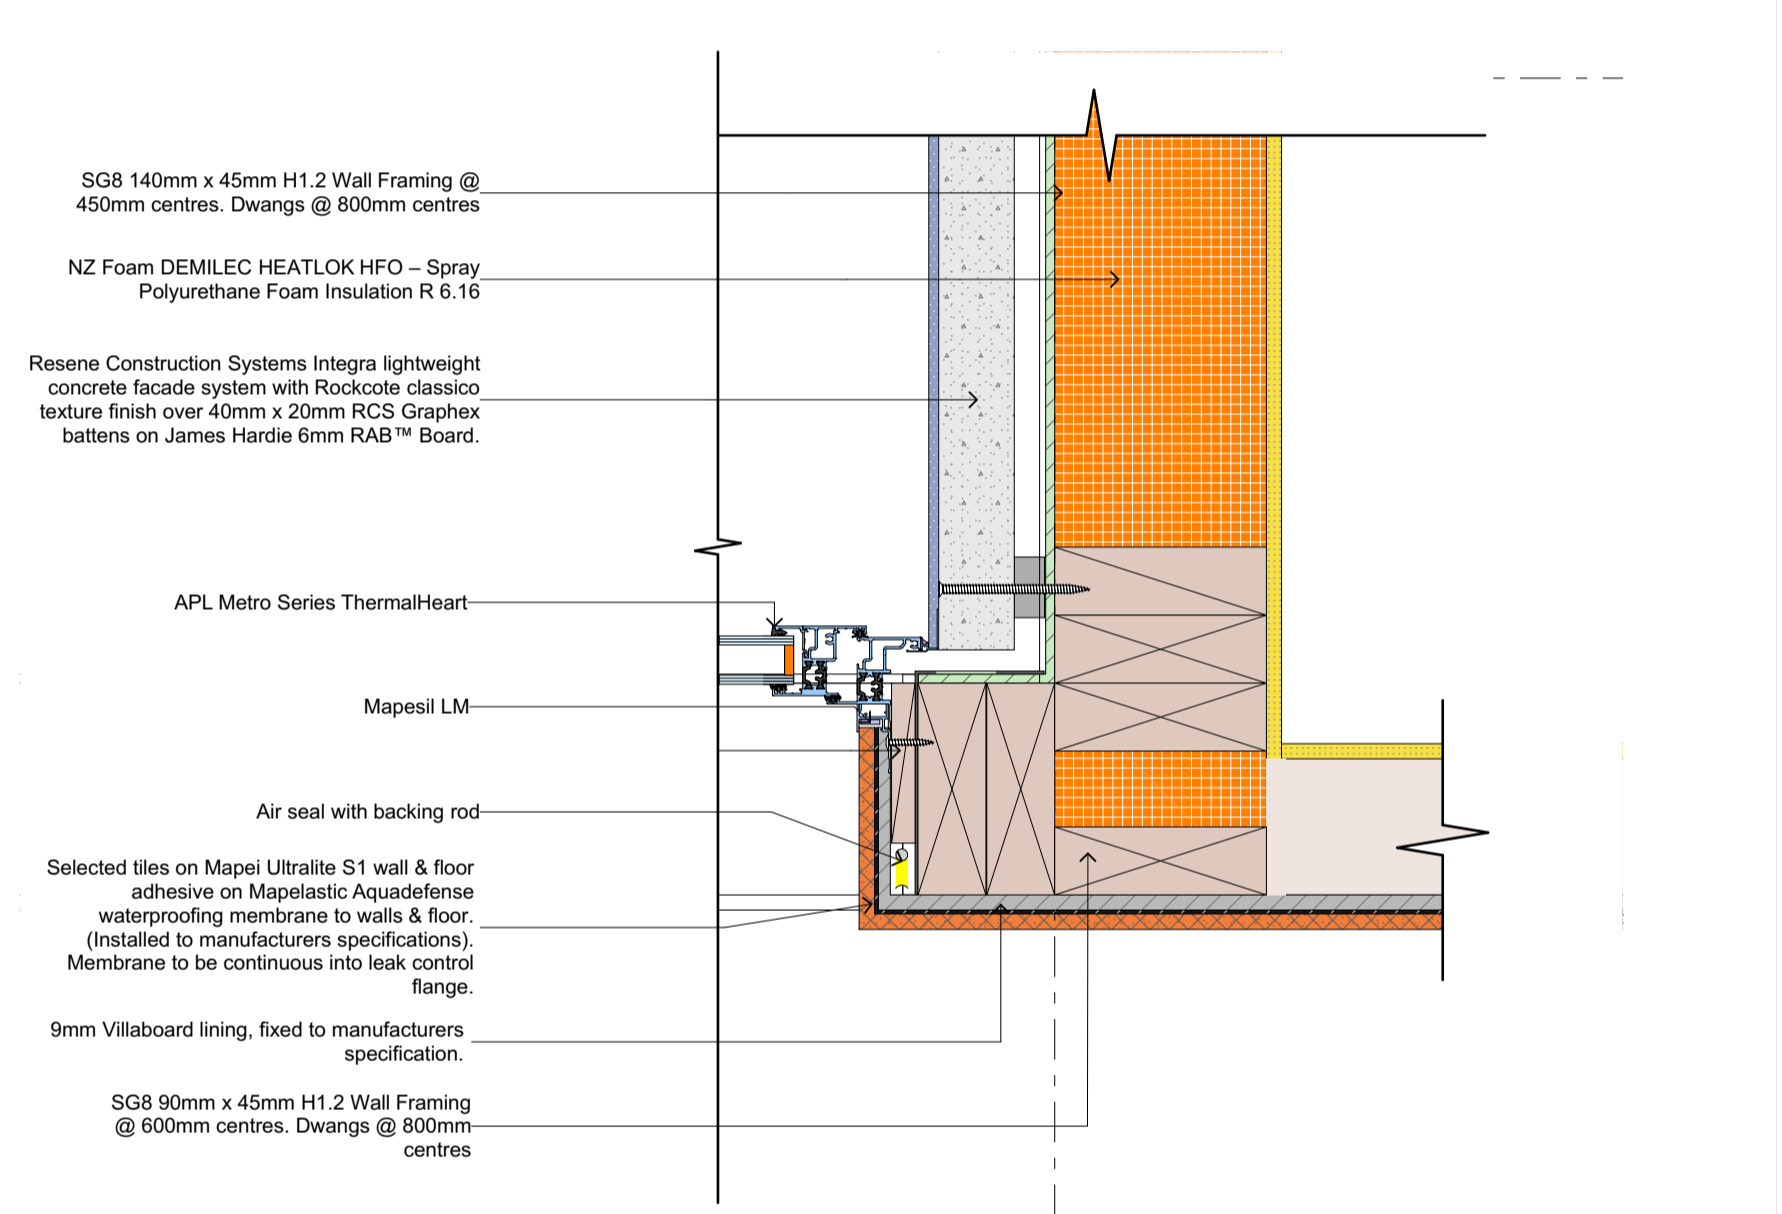 SG8 140mm x 45mm H1.2 Wall Framing @
450mm centres. Dwangs @ 800mm centres
NZ Foam DEMILEC HEATLOK HFO – Spray
Polyurethane Foam Insulation R 6.16
Resene Construction Systems Integra lightweight
concrete facade system with Rockcote classico
texture finish over 40mm x 20mm RCS Graphex
battens on James Hardie 6mm RAB™ Board.
APL Metro Series ThermalHeart
Mapesil LM
Air seal with backing rod
Selected tiles on Mapei Ultralite S1 wall & floor
adhesive on Mapelastic Aquadefense
waterproofing membrane to walls & floor.
(Installed to manufacturers specifications).
Membrane to be continuous into leak control
flange.
9mm Villaboard lining, fixed to manufacturers
specification.
SG8 90mm x 45mm H1.2 Wall Framing
@ 600mm centres. Dwangs @ 800mm
centres